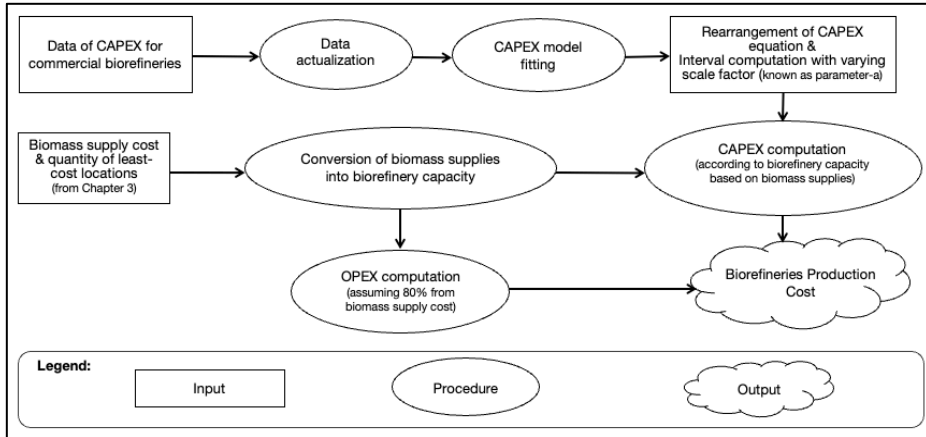 Data of CAPEX for
commercial biorefineries
Data
actualization
CAPEX model
fitting
Rearrangement of CAPEX
equation &
Interval computation with varying
scale factor (known as parameter-a)
Biomass supply cost
& quantity of least-
cost locations
(from Chapter 3)
Conversion of biomass supplies
into biorefinery capacity
CAPEX computation
(according to biorefinery capacity
based on biomass supplies)
OPEX computation
(assuming 80% from
biomass supply cost)
Biorefineries Production
Cost
Legend:
Input
Procedure
Output